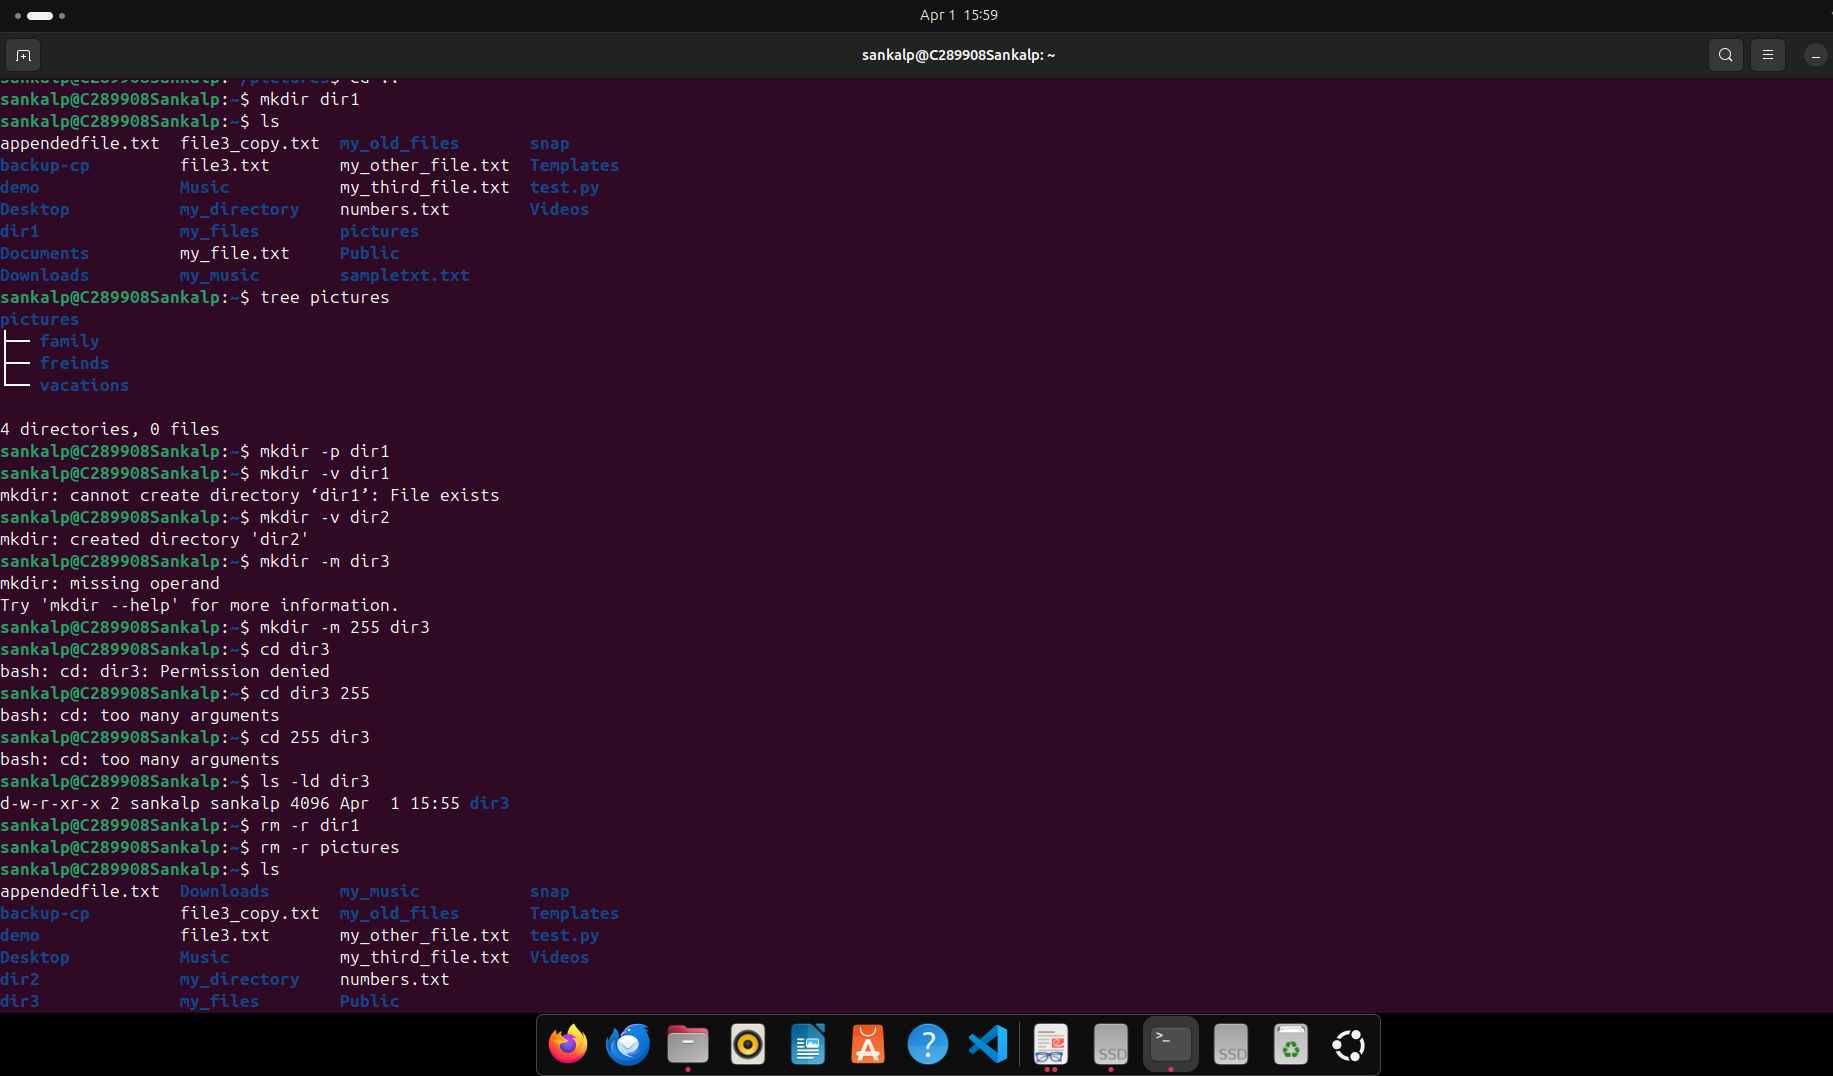 Apr 1 15:59
sankalp@C289908Sankalp: ~
sankalp@C289908Sankalp:~/pictures$ cd ..
sankalp@C289908Sankalp:~$ mkdir dir1
sankalp@C289908Sankalp:~$ ls
appendedfile.txt file3_copy.txt my_old_files snap
backup-cp file3.txt my_other_file.txt Templates
demo Music my_third_file.txt test.py
Desktop my_directory numbers.txt Videos
dir1 my_files pictures
Documents my_file.txt Public
Downloads my_music sampletxt.txt
sankalp@C289908Sankalp:~$ tree pictures
pictures
├── family
├── freinds
└── vacations
4 directories, 0 files
sankalp@C289908Sankalp:~$ mkdir -p dir1
sankalp@C289908Sankalp:~$ mkdir -v dir1
mkdir: cannot create directory ‘dir1’: File exists
sankalp@C289908Sankalp:~$ mkdir -v dir2
mkdir: created directory 'dir2'
sankalp@C289908Sankalp:~$ mkdir -m dir3
mkdir: missing operand
Try 'mkdir --help' for more information.
sankalp@C289908Sankalp:~$ mkdir -m 255 dir3
sankalp@C289908Sankalp:~$ cd dir3
bash: cd: dir3: Permission denied
sankalp@C289908Sankalp:~$ cd dir3 255
bash: cd: too many arguments
sankalp@C289908Sankalp:~$ cd 255 dir3
bash: cd: too many arguments
sankalp@C289908Sankalp:~$ ls -ld dir3
d-w-r-xr-x 2 sankalp sankalp 4096 Apr  1 15:55 dir3
sankalp@C289908Sankalp:~$ rm -r dir1
sankalp@C289908Sankalp:~$ rm -r pictures
sankalp@C289908Sankalp:~$ ls
appendedfile.txt Downloads my_music snap
backup-cp file3_copy.txt my_old_files Templates
demo file3.txt my_other_file.txt test.py
Desktop Music my_third_file.txt Videos
dir2 my_directory numbers.txt
dir3 my_files Public
SSD
>_
SSD